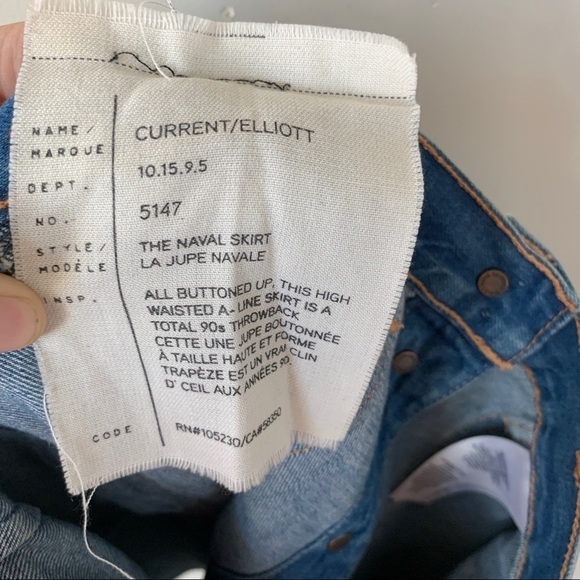 NAME / MARQUE
CURRENT/ELLIOTT
DEPT.
10.15.9.5
NO.
5147
STYLE / MODÈLE
THE NAVAL SKIRT
LA JUPE NAVALE
INSP.
ALL BUTTONED UP, THIS HIGH
WAISTED A-LINE SKIRT IS A
TOTAL 90s THROWBACK
CETTE UNE JUPE BOUTONNÉE
À TAILLE HAUTE ET FORME
TRAPÈZE EST UN VRAI CLIN
D' CEIL AUX ANNÉES 90.
CODE
RN#105230/CA#58350